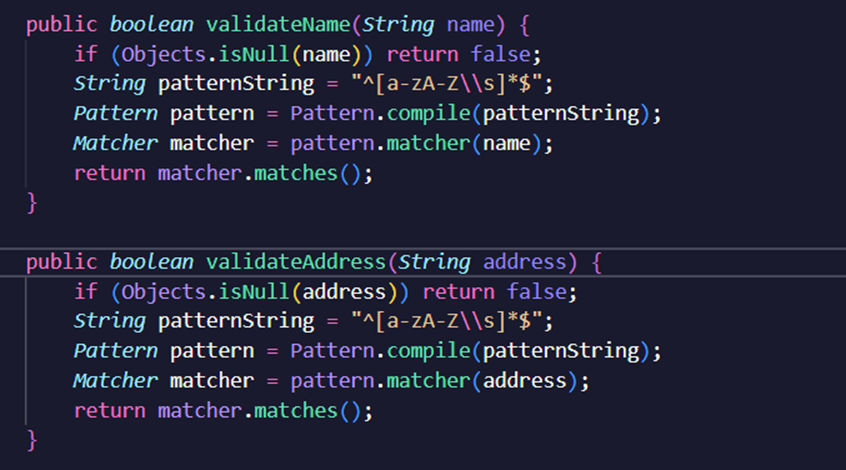 public boolean validateName(String name) {
    if (Objects.isNull(name)) return false;
    String patternString = "^[a-zA-Z\\s]*$";
    Pattern pattern = Pattern.compile(patternString);
    Matcher matcher = pattern.matcher(name);
    return matcher.matches();
}
public boolean validateAddress(String address) {
    if (Objects.isNull(address)) return false;
    String patternString = "^[a-zA-Z\\s]*$";
    Pattern pattern = Pattern.compile(patternString);
    Matcher matcher = pattern.matcher(address);
    return matcher.matches();
}